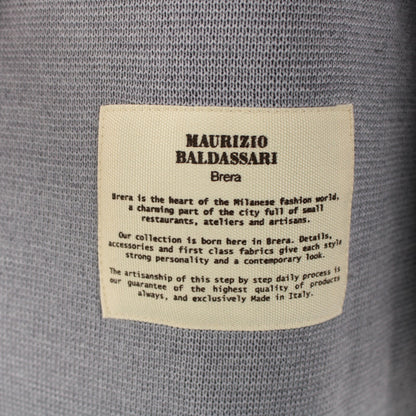 MAURIZIO
BALDASSARI
Brera
Brera is the heart of the Milanese fashion world,
a charming part of the city full of small
restaurants, ateliers and artisans.
Our collection is born here in Brera. Details,
accessories and first class fabrics give each style
strong personality and a contemporary look.
The artisanship of this step by step daily process is
our guarantee of the highest quality of products
always, and exclusively Made in Italy.